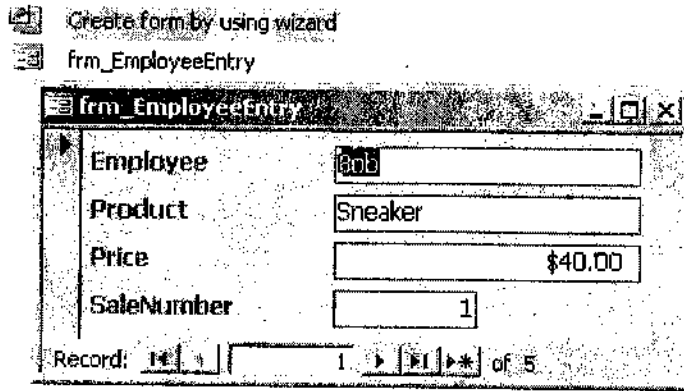 Create form by using wizard
frm_EmployeeEntry
frm_EmployeeEntry
Employee Bob
Product Sneaker
Price $40.00
SaleNumber 1
Record: 1 of 5